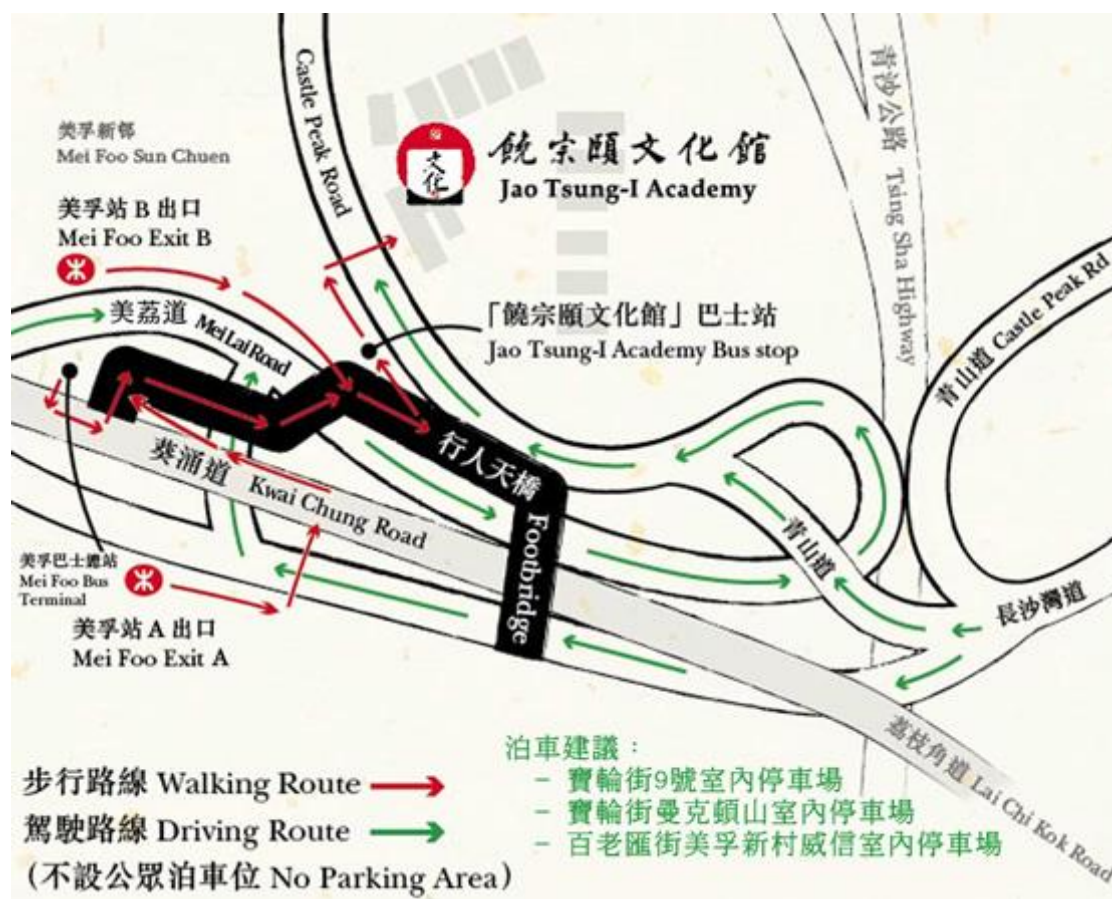 Castle Peak Road
青沙公路 Tsing Sha Highway
文化
饒宗頤文化館
Jao Tsung-I Academy
美孚新邨
Mei Foo Sun Chuen
美孚站 B 出口
Mei Foo Exit B
美荔道 Mei Lai Road
「饒宗頤文化館」巴士站
Jao Tsung-I Academy Bus stop
青山道 Castle Peak Rd
行人天橋 Footbridge
葵涌道 Kwai Chung Road
青山道
長沙灣道
美孚巴士總站
Mei Foo Bus
Terminal
美孚站 A 出口
Mei Foo Exit A
荔枝角道 Lai Chi Kok Road
步行路線 Walking Route
駕駛路線 Driving Route
(不設公眾泊車位 No Parking Area)
泊車建議：
- 寶輪街9號室內停車場
- 寶輪街曼克頓山室內停車場
- 百老匯街美孚新村威信室內停車場